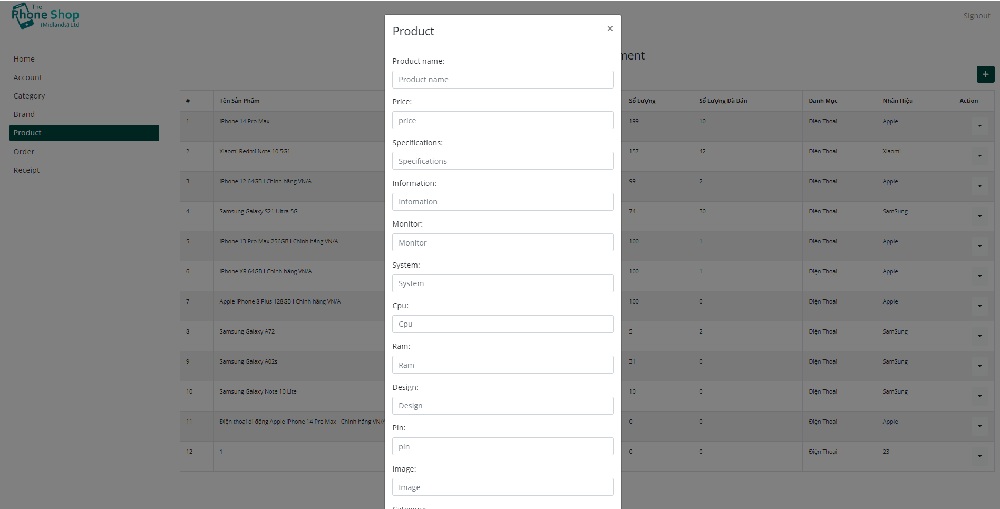 The
Phone Shop
(Midlands) Ltd
Signout
Home
Account
Category
Brand
Product
Order
Receipt
ment
+
# Tên Sản Phẩm Số Lượng Số Lượng Đã Bán Danh Mục Nhãn Hiệu Action
1 iPhone 14 Pro Max 199 10 Điện Thoại Apple
2 Xiaomi Redmi Note 10 5G1 157 42 Điện Thoại Xiaomi
3 iPhone 12 64GB I Chính hãng VN/A 99 2 Điện Thoại Apple
4 Samsung Galaxy S21 Ultra 5G 74 30 Điện Thoại SamSung
5 iPhone 13 Pro Max 256GB I Chính hãng VN/A 100 1 Điện Thoại Apple
6 iPhone XR 64GB I Chính hãng VN/A 100 1 Điện Thoại Apple
7 Apple iPhone 8 Plus 128GB I Chính hãng VN/A 100 0 Điện Thoại Apple
8 Samsung Galaxy A72 5 2 Điện Thoại SamSung
9 Samsung Galaxy A02s 31 0 Điện Thoại SamSung
10 Samsung Galaxy Note 10 Lite 10 0 Điện Thoại SamSung
11 Điện thoại di động Apple iPhone 14 Pro Max - Chính hãng VN/A 0 0 Điện Thoại Apple
12 1 0 0 Điện Thoại 23
Product ×
Product name:
Product name
Price:
price
Specifications:
Specifications
Information:
Infomation
Monitor:
Monitor
System:
System
Cpu:
Cpu
Ram:
Ram
Design:
Design
Pin:
pin
Image:
Image
Category: